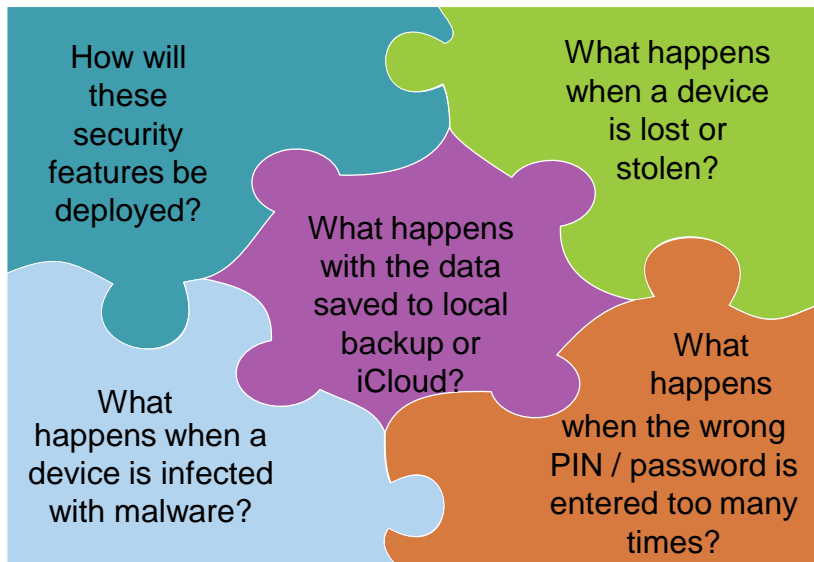 How will
these
security
features be
deployed?
What happens
when a device
is lost or
stolen?
What happens
with the data
saved to local
backup or
iCloud?
What
happens when a
device is infected
with malware?
What
happens
when the wrong
PIN / password is
entered too many
times?